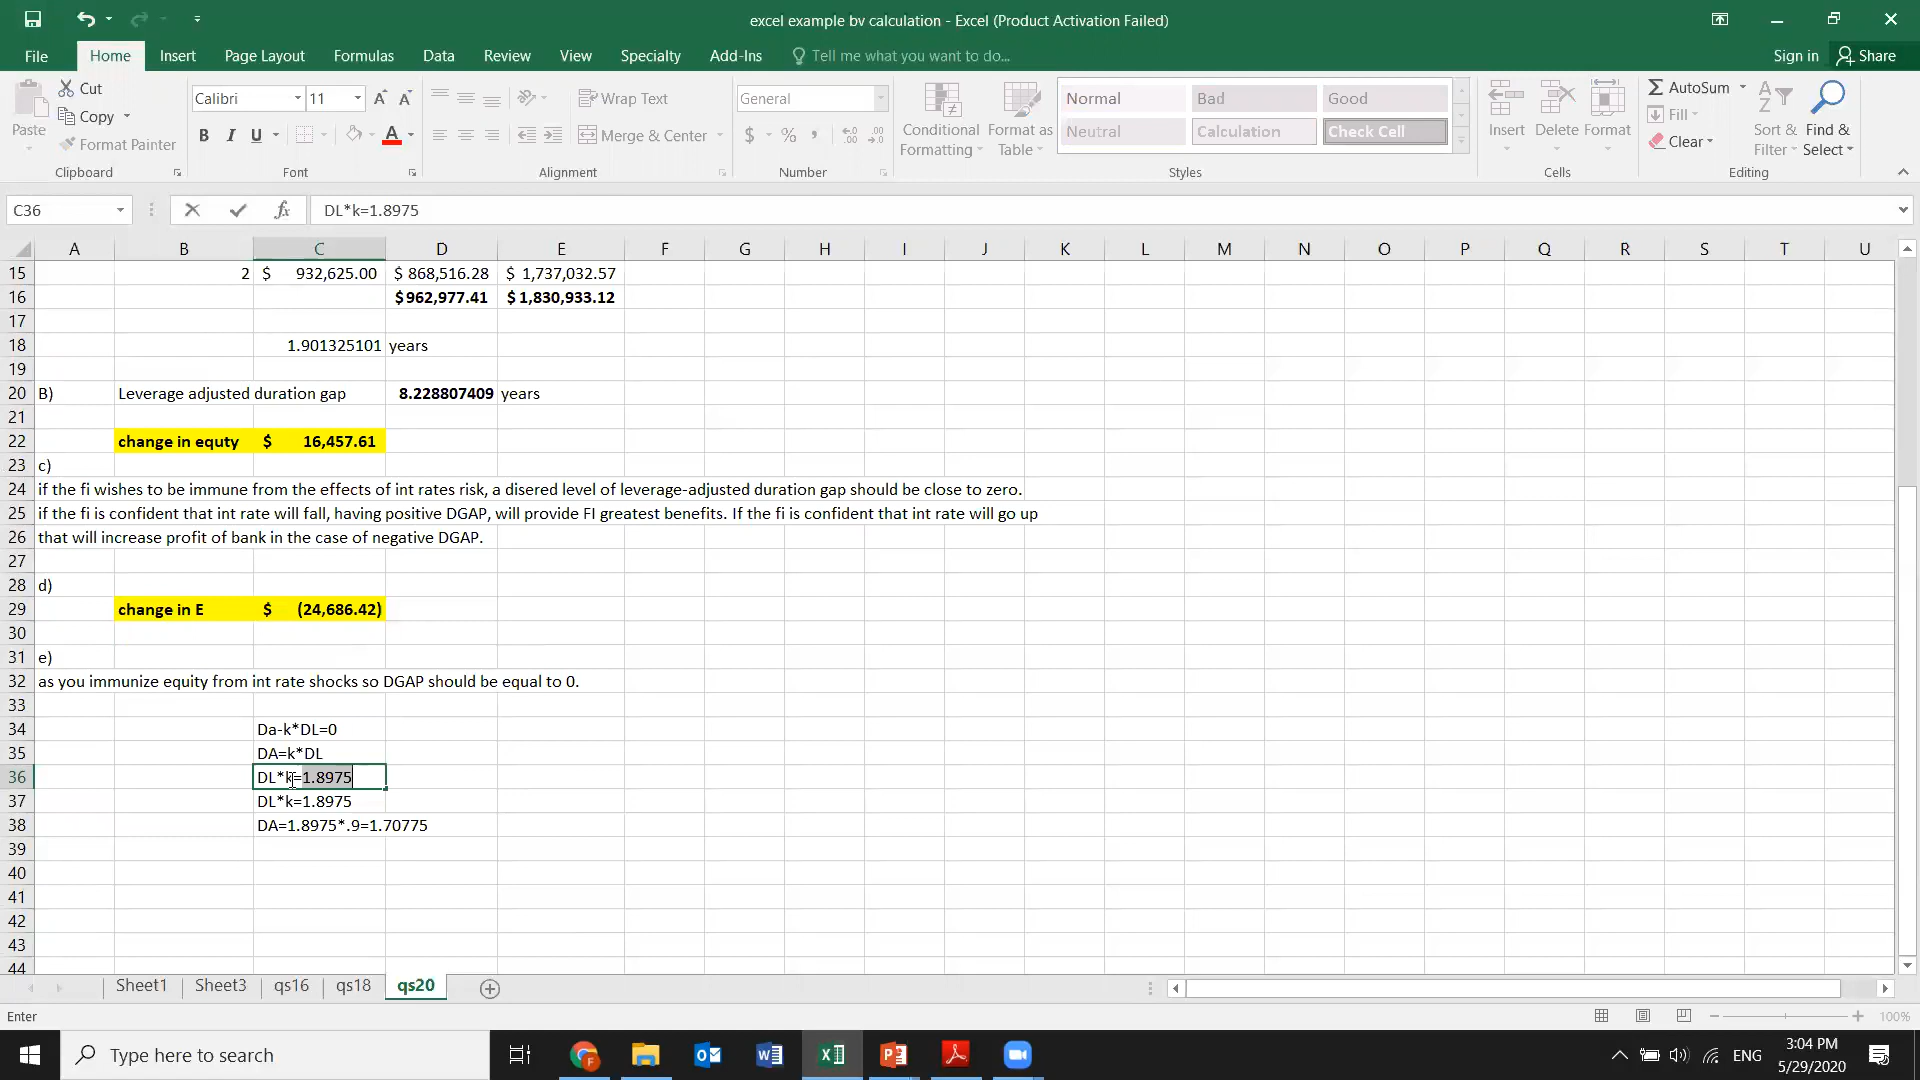 excel example bv calculation - Excel (Product Activation Failed)
File Home Insert Page Layout Formulas Data Review View Specialty Add-Ins Tell me what you want to do... Sign in Share
Cut
Copy
Format Painter
Paste
Clipboard
Calibri 11
B I U
Font
Wrap Text
Merge & Center
Alignment
General
$ % ,
Number
Conditional Formatting
Format as Table
Normal Bad Good
Neutral Calculation Check Cell
Styles
Insert Delete Format
Cells
AutoSum
Fill
Clear
Sort & Filter
Find & Select
Editing
C36 fx DL*k=1.8975
A B C D E F G H I J K L M N O P Q R S T U
15 2 $ 932,625.00 $ 868,516.28 $ 1,737,032.57
16 $962,977.41 $ 1,830,933.12
17
18 1.901325101 years
19
20 B) Leverage adjusted duration gap 8.228807409 years
21
22 change in equty $ 16,457.61
23 c)
24 if the fi wishes to be immune from the effects of int rates risk, a disered level of leverage-adjusted duration gap should be close to zero.
25 if the fi is confident that int rate will fall, having positive DGAP, will provide FI greatest benefits. If the fi is confident that int rate will go up
26 that will increase profit of bank in the case of negative DGAP.
27
28 d)
29 change in E $ (24,686.42)
30
31 e)
32 as you immunize equity from int rate shocks so DGAP should be equal to 0.
33
34 Da-k*DL=0
35 DA=k*DL
36 DL*k=1.8975
37 DL*k=1.8975
38 DA=1.8975*.9=1.70775
39
40
41
42
43
44
Sheet1 Sheet3 qs16 qs18 qs20
Enter 100%
Type here to search ENG 3:04 PM
5/29/2020